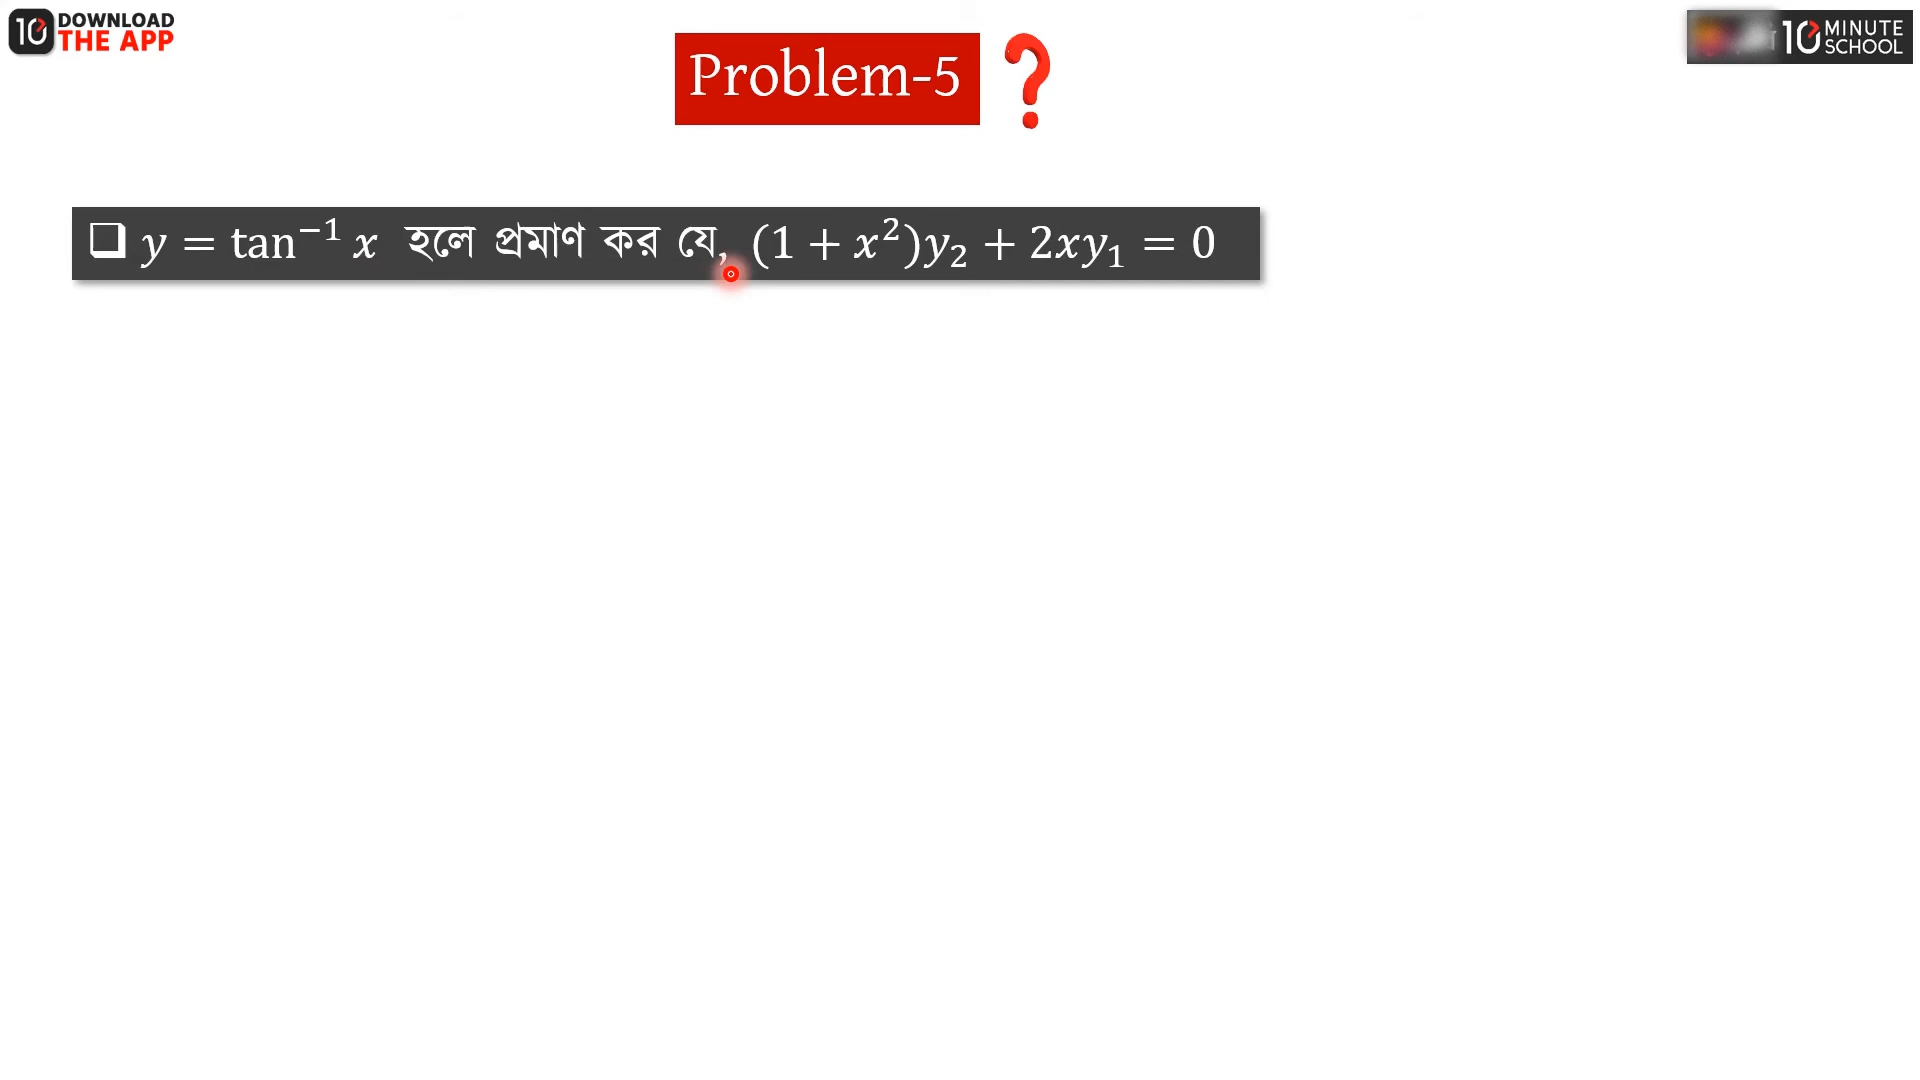 10 DOWNLOAD
THE APP
10 MINUTE
SCHOOL
Problem-5 ?
❑ y = tan⁻¹ x হলে প্রমাণ কর যে, (1 + x²)y₂ + 2xy₁ = 0